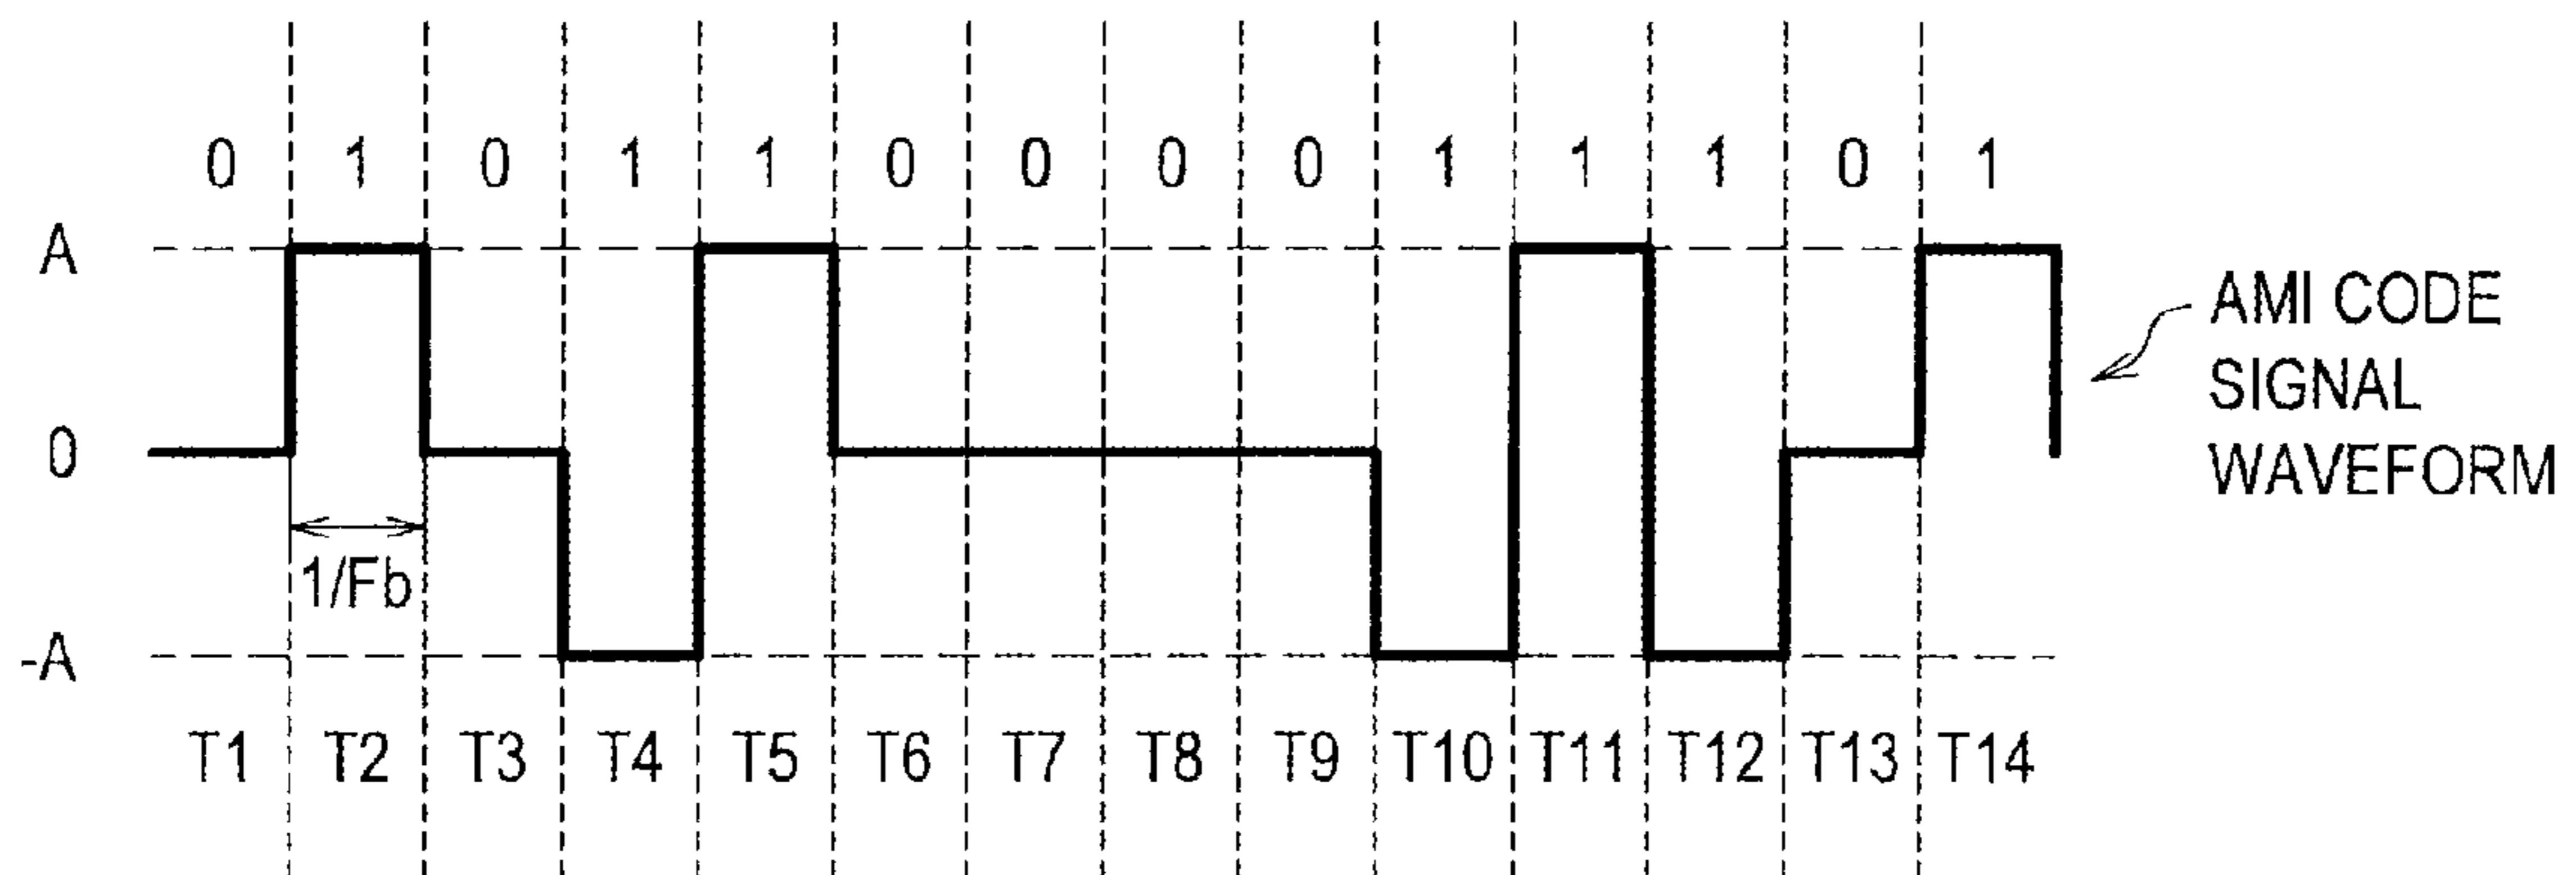 0 1 0 1 1 0 0 0 0 1 1 1 0 1
A
0
-A
1/Fb
AMI CODE
SIGNAL
WAVEFORM
T1 T2 T3 T4 T5 T6 T7 T8 T9 T10 T11 T12 T13 T14